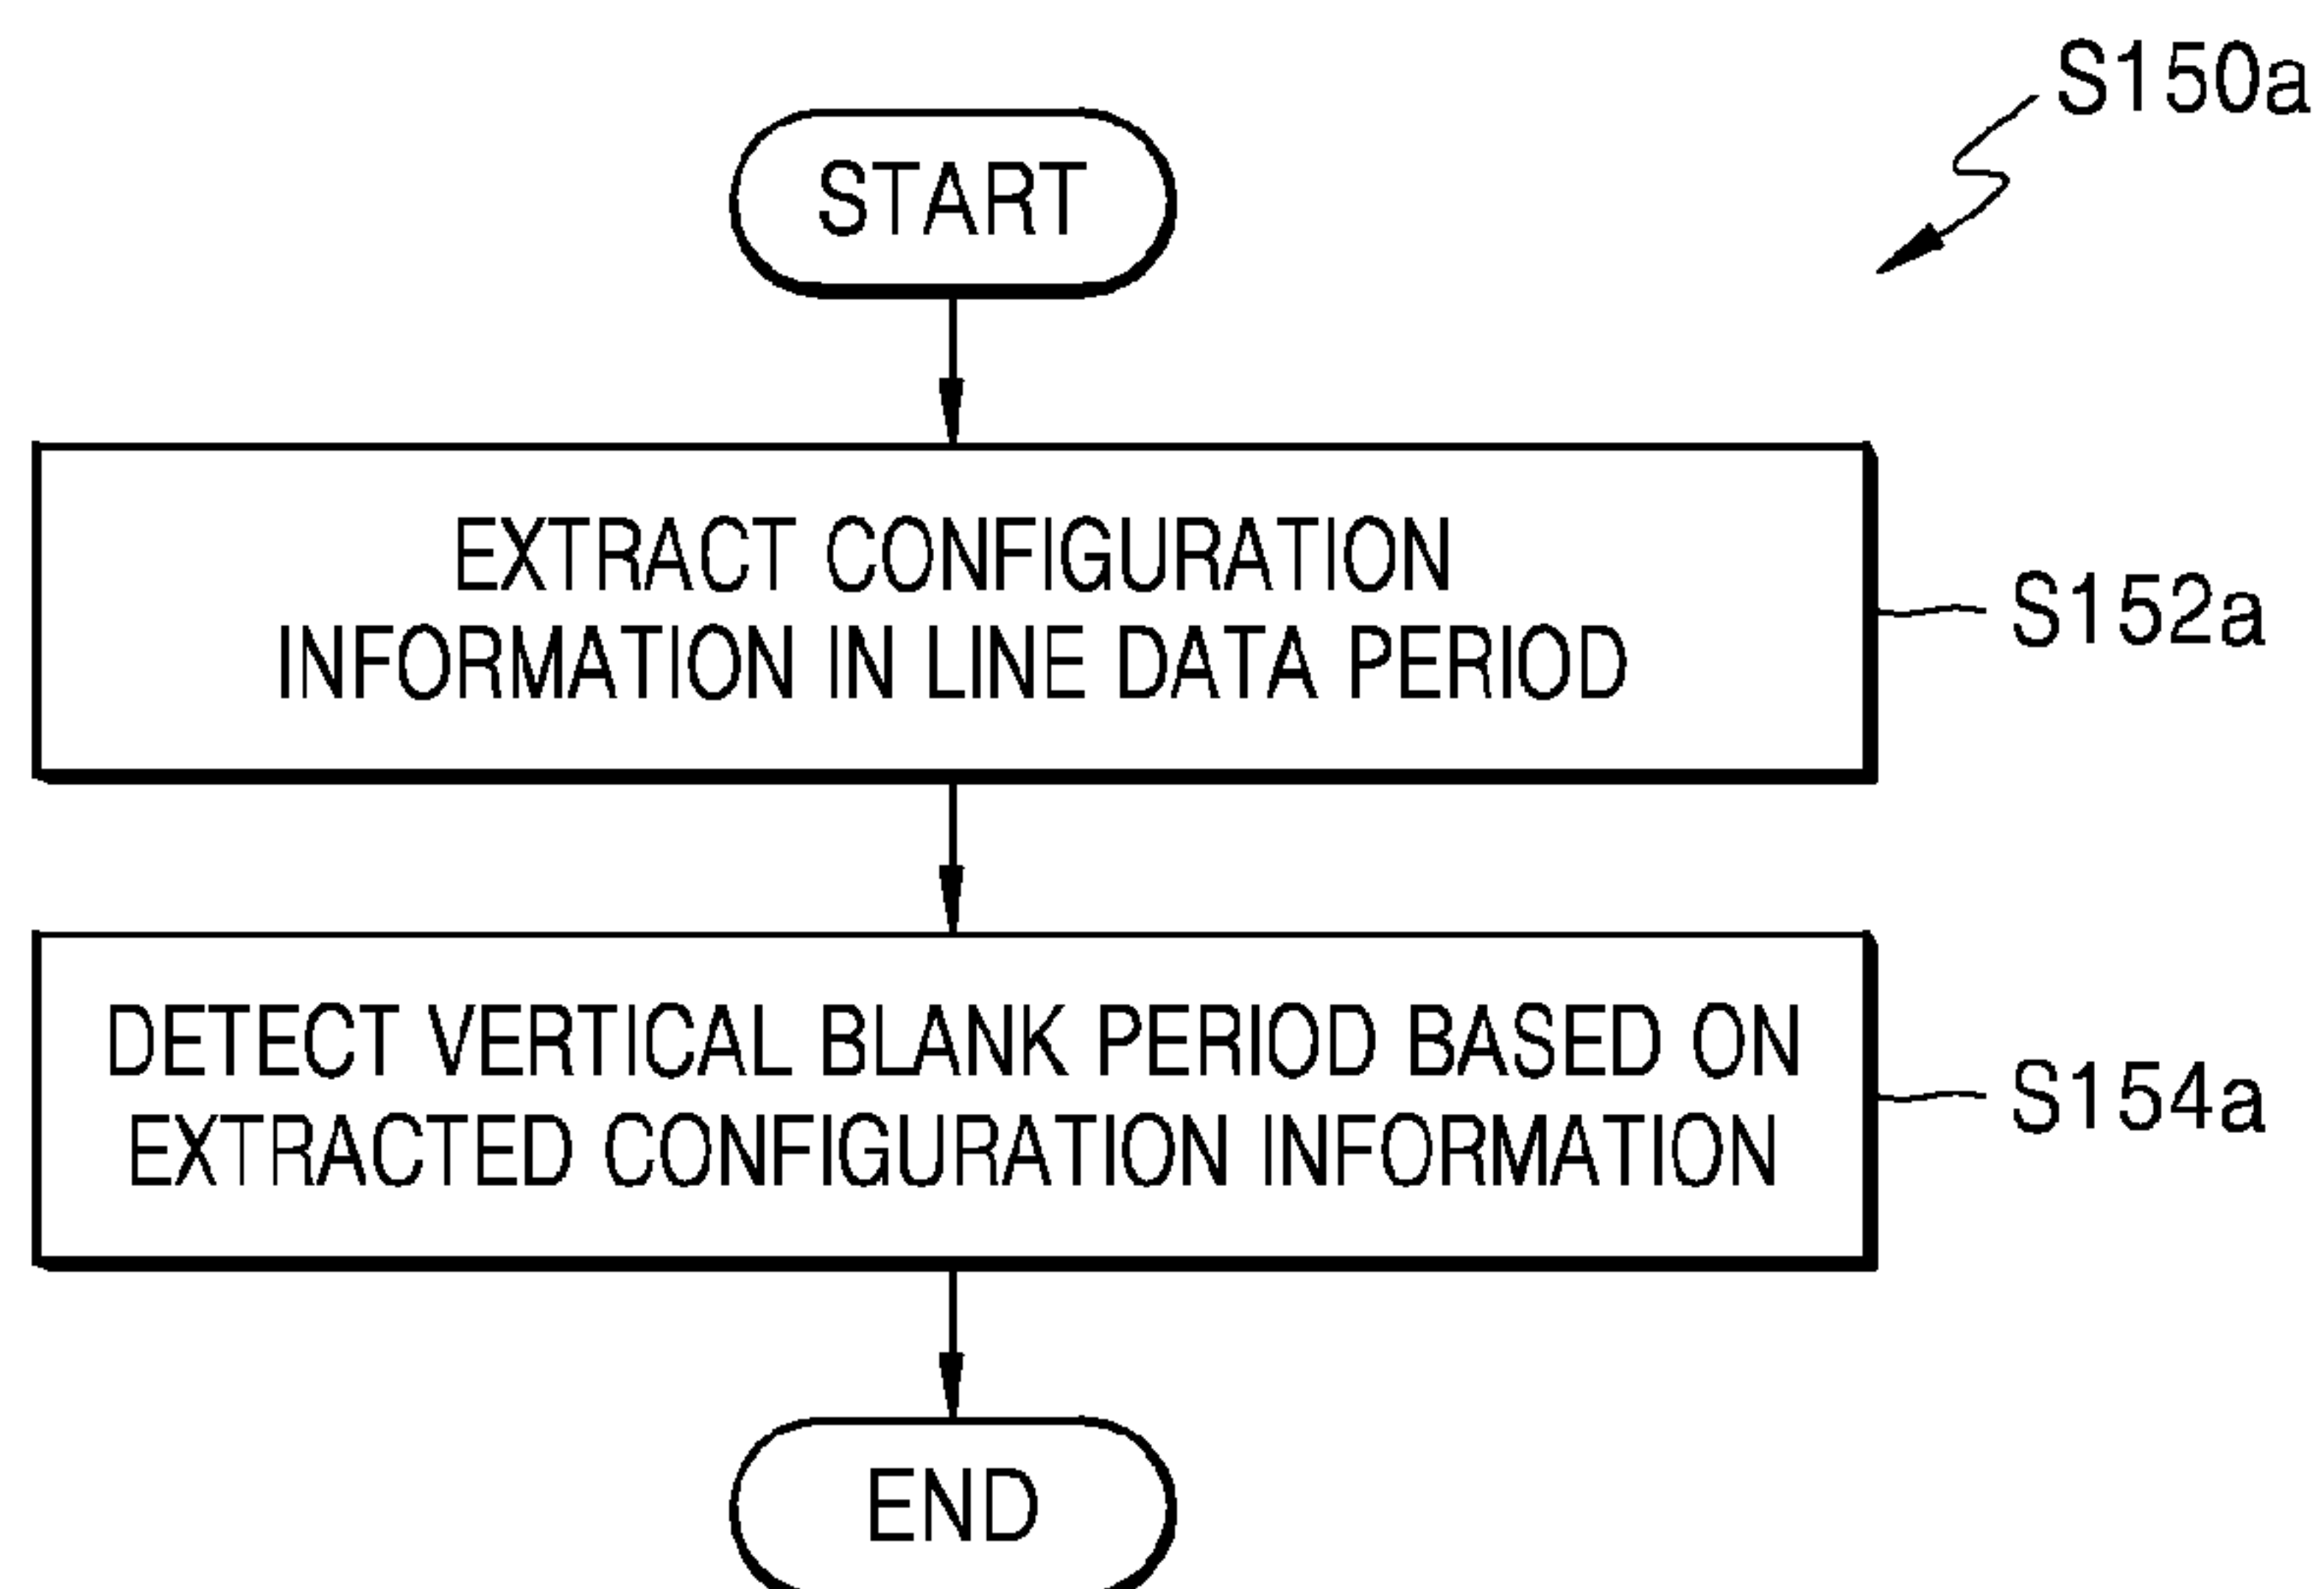 S150a
START
EXTRACT CONFIGURATION
INFORMATION IN LINE DATA PERIOD
S152a
DETECT VERTICAL BLANK PERIOD BASED ON
EXTRACTED CONFIGURATION INFORMATION
S154a
END